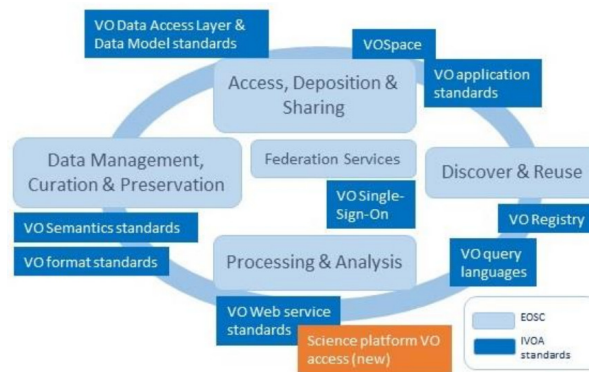 VO Data Access Layer &
Data Model standards
VOSpace
VO application
standards
Access, Deposition &
Sharing
Data Management,
Curation & Preservation
Federation Services
Discover & Reuse
VO Single-
Sign-On
VO Semantics standards
VO Registry
VO format standards
Processing & Analysis
VO query
languages
VO Web service
standards
Science platform VO
access (new)
EOSC
IVOA
standards